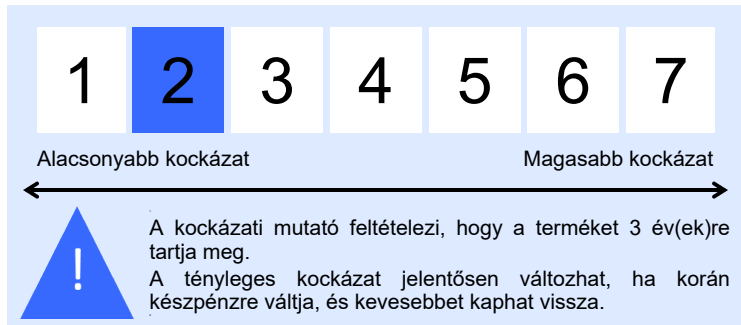 1 2 3 4 5 6 7
Alacsonyabb kockázat Magasabb kockázat
A kockázati mutató feltételezi, hogy a terméket 3 év(ek)re
tartja meg.
A tényleges kockázat jelentősen változhat, ha korán
készpénzre váltja, és kevesebbet kaphat vissza.
!